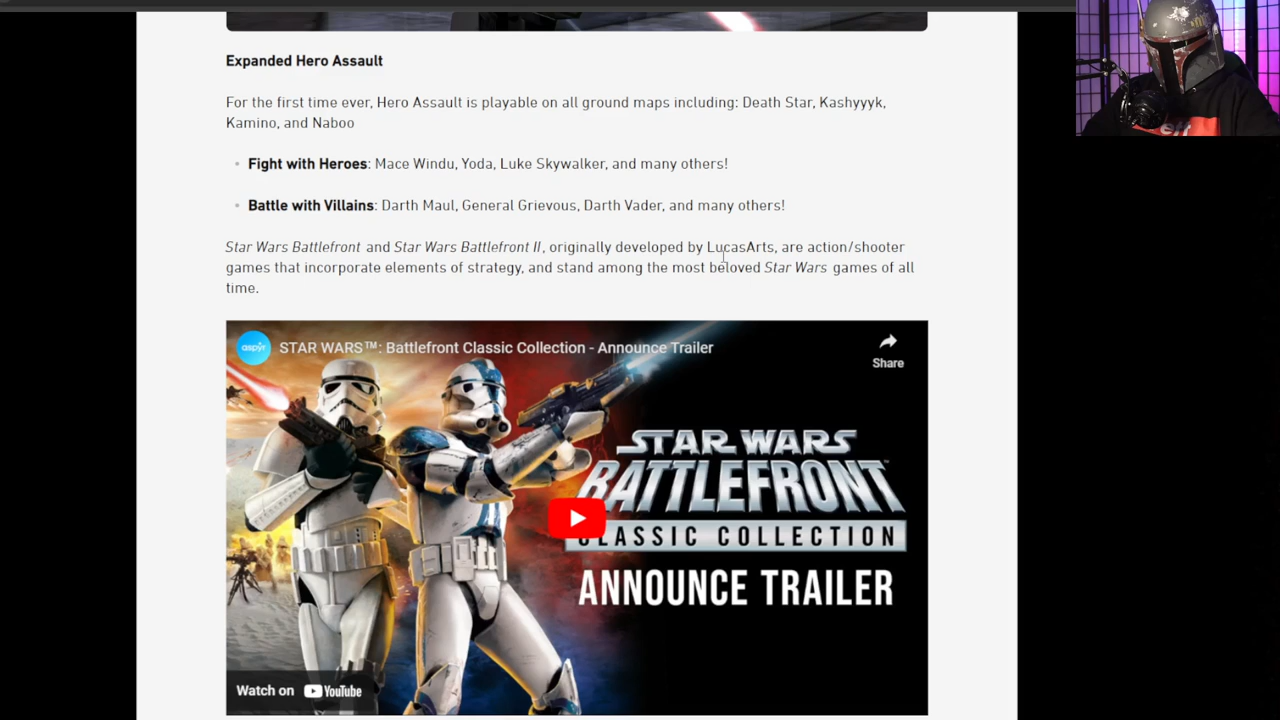 Expanded Hero Assault
For the first time ever, Hero Assault is playable on all ground maps including: Death Star, Kashyyyk,
Kamino, and Naboo
Fight with Heroes: Mace Windu, Yoda, Luke Skywalker, and many others!
Battle with Villains: Darth Maul, General Grievous, Darth Vader, and many others!
Star Wars Battlefront and Star Wars Battlefront II, originally developed by LucasArts, are action/shooter
games that incorporate elements of strategy, and stand among the most beloved Star Wars games of all
time.
aspyr STAR WARS™: Battlefront Classic Collection - Announce Trailer
Share
STAR WARS
BATTLEFRONT™
CLASSIC COLLECTION
ANNOUNCE TRAILER
Watch on YouTube